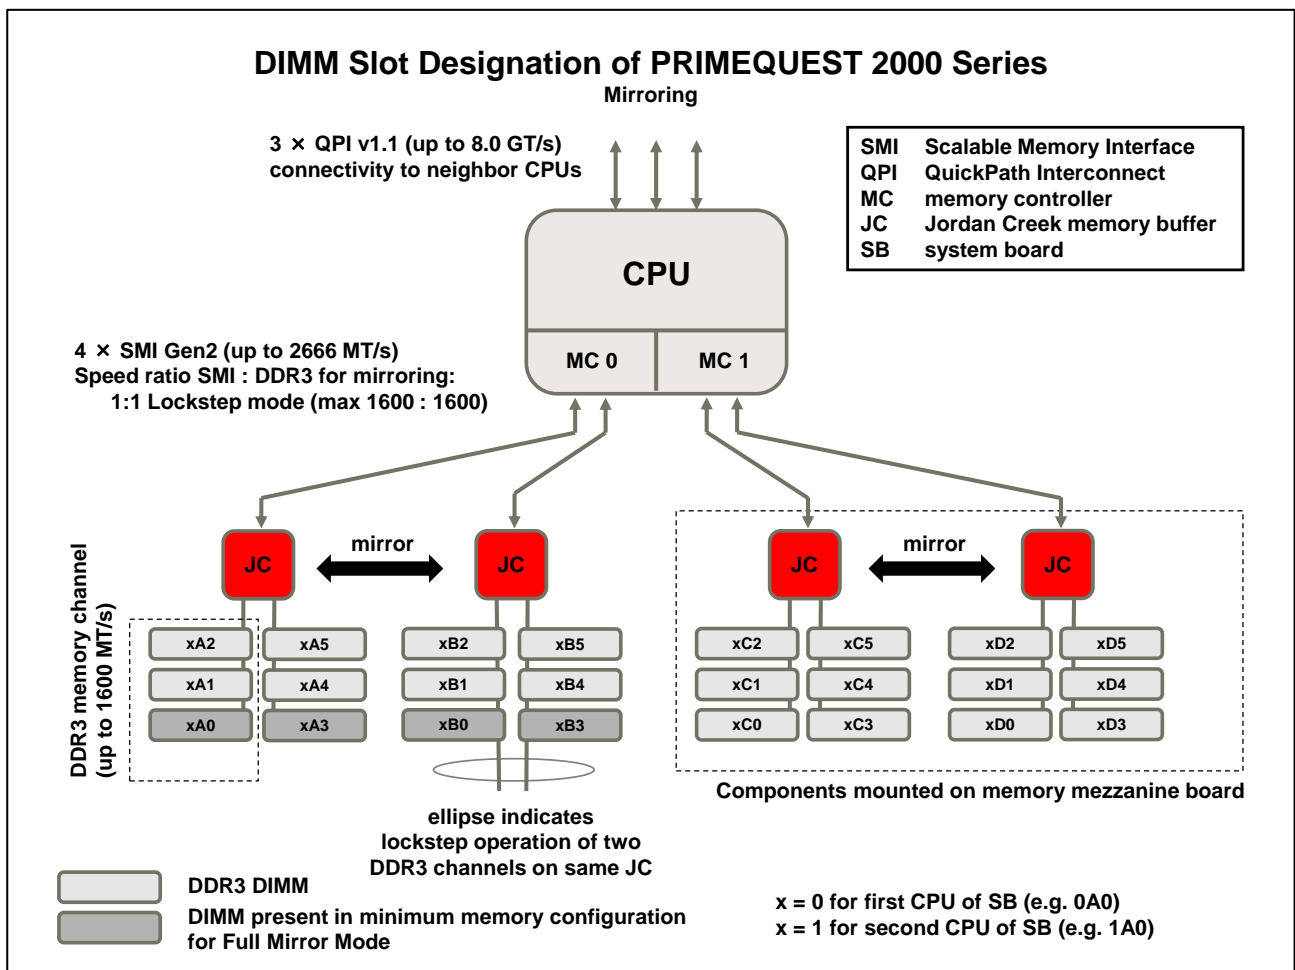 DIMM Slot Designation of PRIMEQUEST 2000 Series
Mirroring
3 × QPI v1.1 (up to 8.0 GT/s)
connectivity to neighbor CPUs
SMI Scalable Memory Interface
QPI QuickPath Interconnect
MC memory controller
JC Jordan Creek memory buffer
SB system board
CPU
MC 0 MC 1
4 × SMI Gen2 (up to 2666 MT/s)
Speed ratio SMI : DDR3 for mirroring:
1:1 Lockstep mode (max 1600 : 1600)
JC mirror JC JC mirror JC
DDR3 memory channel
(up to 1600 MT/s)
xA2 xA5 xB2 xB5 xC2 xC5 xD2 xD5
xA1 xA4 xB1 xB4 xC1 xC4 xD1 xD4
xA0 xA3 xB0 xB3 xC0 xC3 xD0 xD3
Components mounted on memory mezzanine board
ellipse indicates
lockstep operation of two
DDR3 channels on same JC
DDR3 DIMM
DIMM present in minimum memory configuration
for Full Mirror Mode
x = 0 for first CPU of SB (e.g. 0A0)
x = 1 for second CPU of SB (e.g. 1A0)